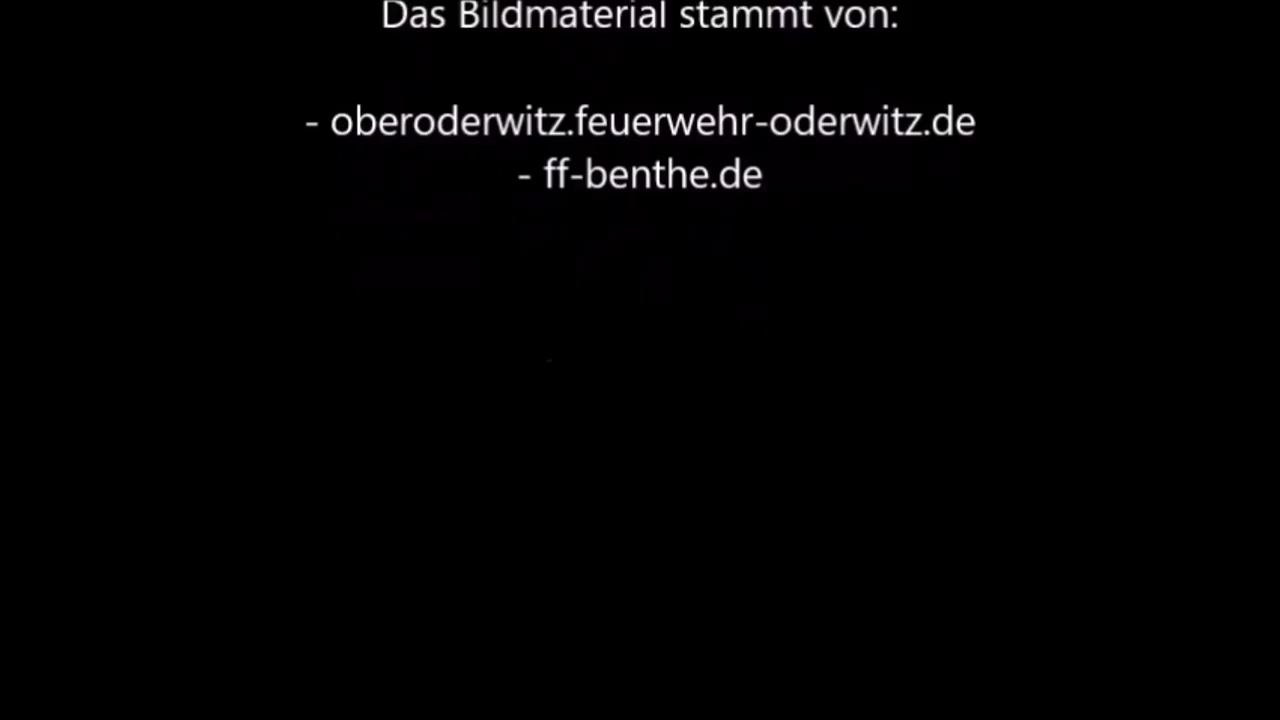 Das Bildmaterial stammt von:
- oberoderwitz.feuerwehr-oderwitz.de
- ff-benthe.de